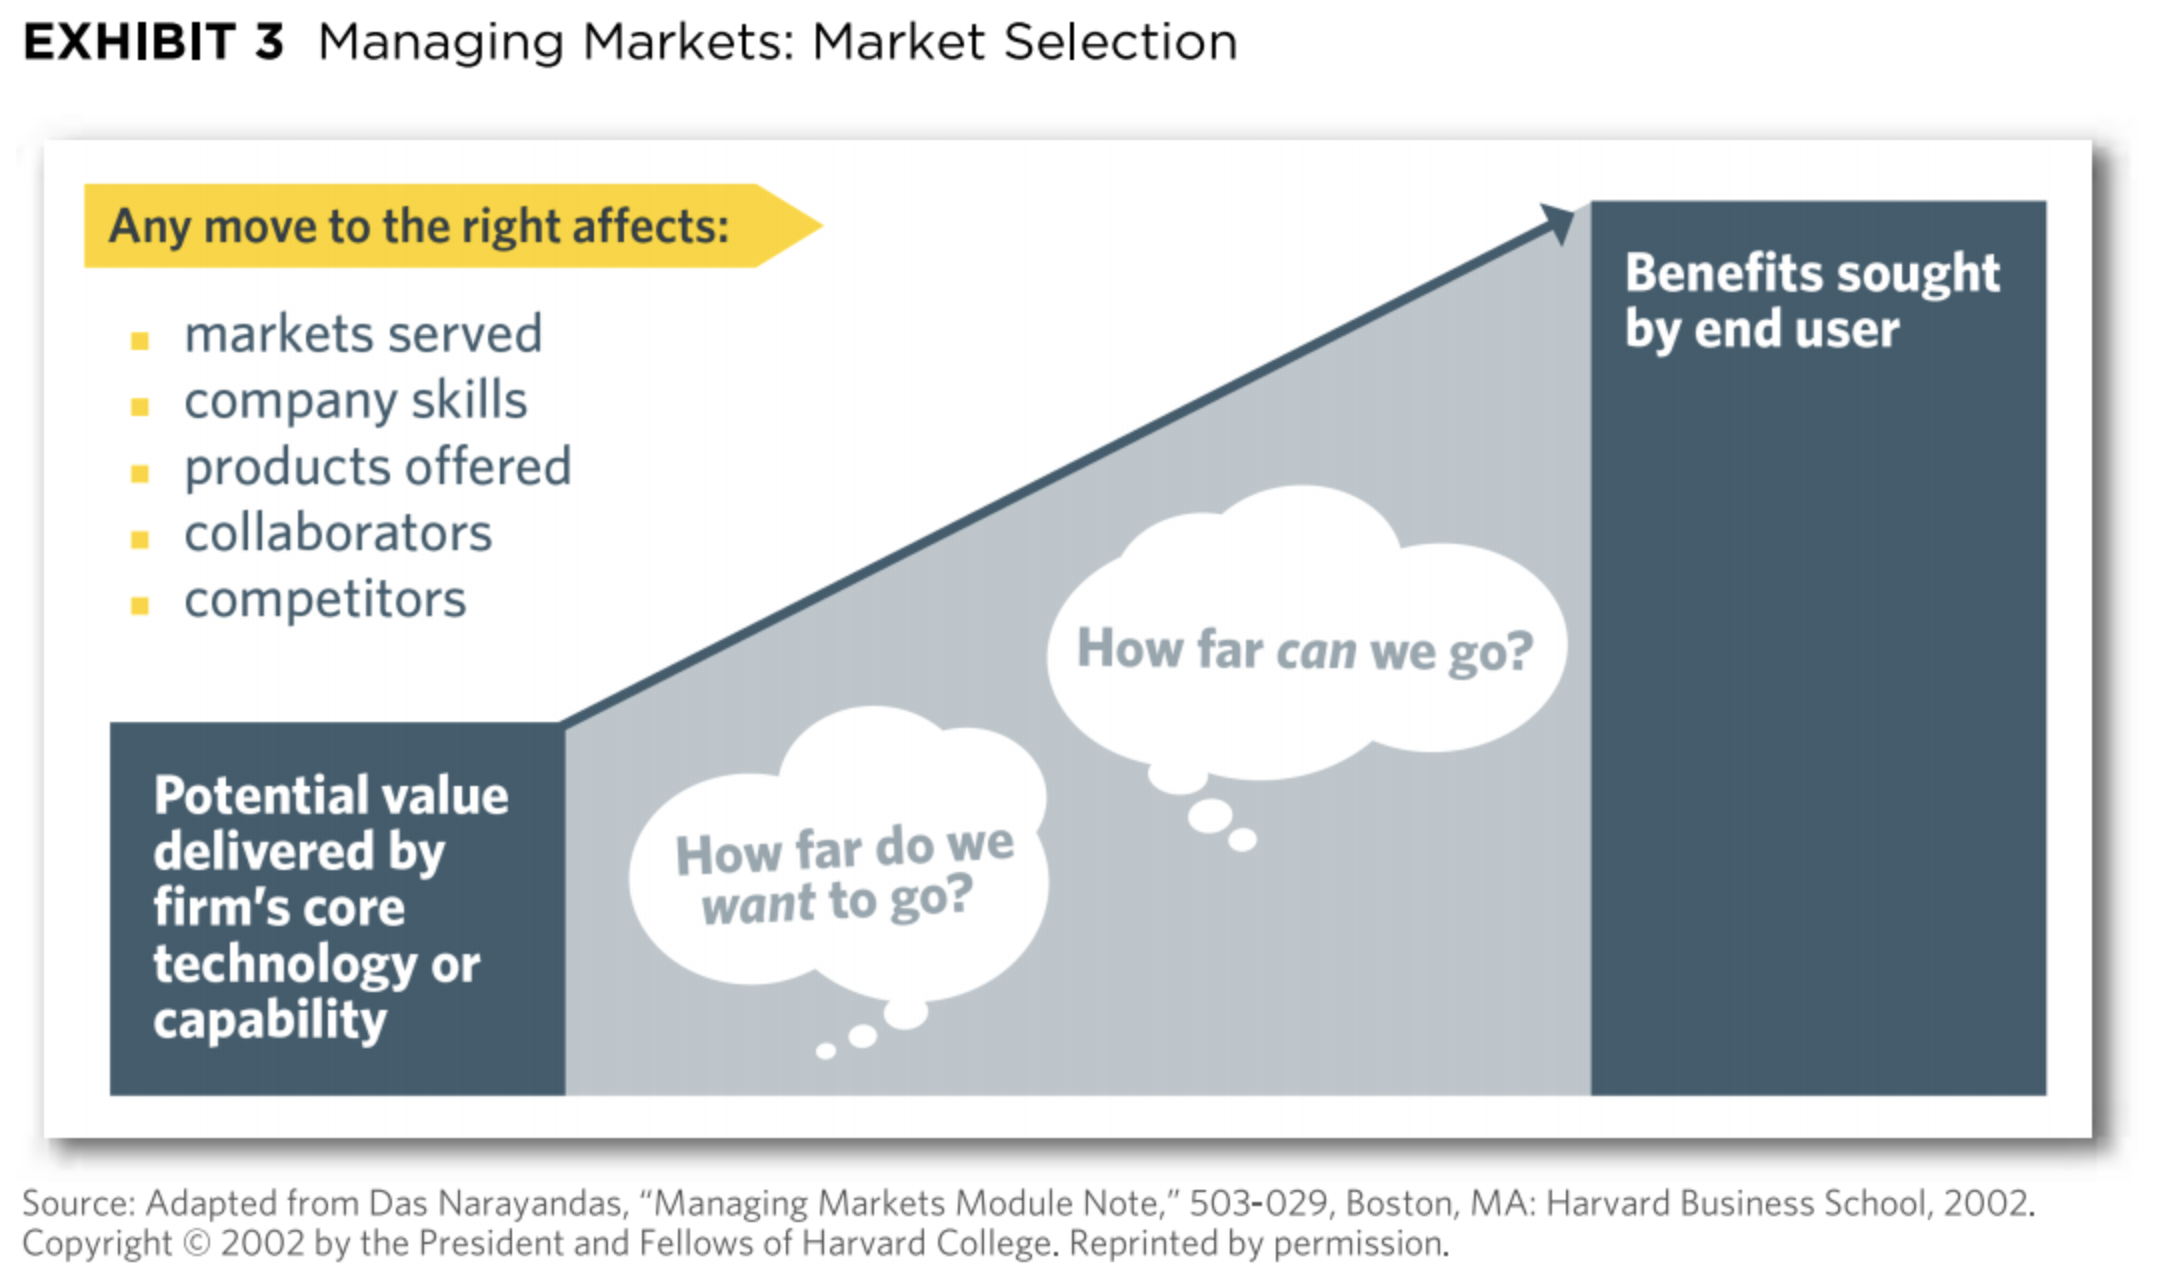 EXHIBIT 3 Managing Markets: Market Selection
Any move to the right affects:
markets served
company skills
products offered
collaborators
competitors
Potential value
delivered by
firm's core
technology or
capability
How far do we
want to go?
How far can we go?
Benefits sought
by end user
Source: Adapted from Das Narayandas, “Managing Markets Module Note,” 503-029, Boston, MA: Harvard Business School, 2002.
Copyright © 2002 by the President and Fellows of Harvard College. Reprinted by permission.